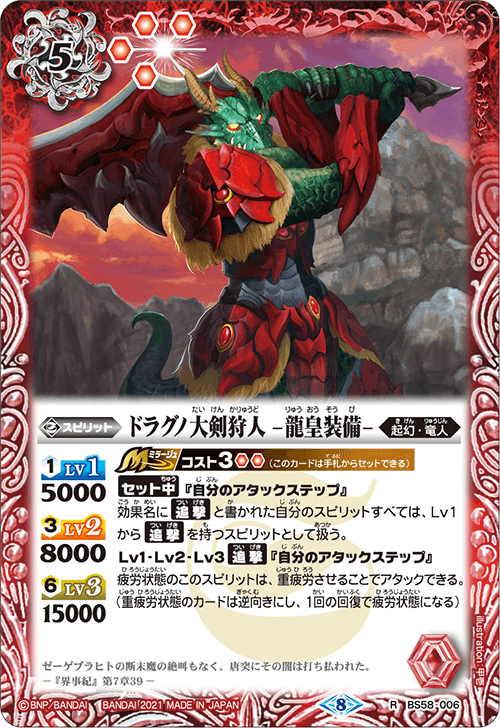 5
スピリット ドラグノ大剣狩人 －龍皇装備－ 起幻・竜人
1 LV1 5000
3 LV2 8000
6 LV3 15000
M ミラージュ コスト3 （このカードは手札からセットできる）
セット中『自分のアタックステップ』
効果名に 追撃 と書かれた自分のスピリットすべては、Lv1
から 追撃 を持つスピリットとして扱う。
Lv1・Lv2・Lv3 追撃『自分のアタックステップ』
疲労状態のこのスピリットは、重疲労させることでアタックできる。
（重疲労状態のカードは逆向きにし、1回の回復で疲労状態になる）
ゼーゲブラヒトの断末魔の絶叫もなく、唐突にその闇は打ち払われた。
－『界事紀』第7章39－
illustration：甲壱
©BNP/BANDAI BANDAI 2021 MADE IN JAPAN 8 R BS58-006